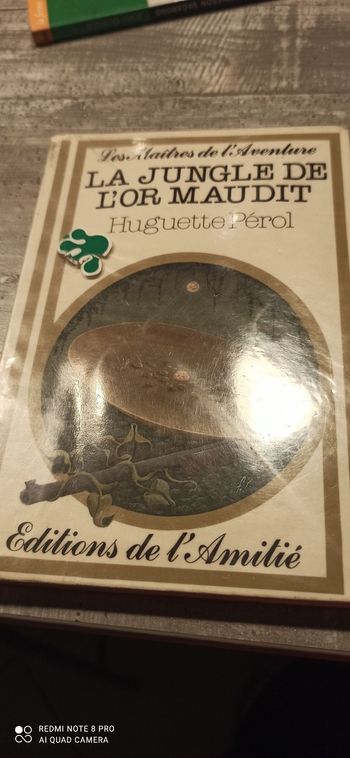 Les Maîtres de l'Aventure
LA JUNGLE DE
L'OR MAUDIT
Huguette Pérol
Editions de l'Amitié
REDMI NOTE 8 PRO
AI QUAD CAMERA